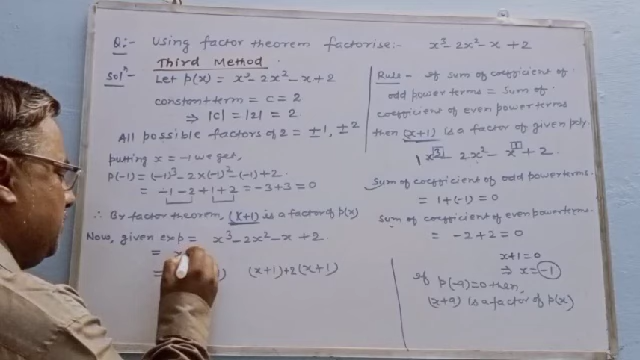 Q:- Using factor theorem factorise:- x³-2x²-x+2
Third Method
Solⁿ Let p(x) = x³-2x²-x+2
constant term = c = 2
⇒ |c| = |2| = 2
All possible factors of 2 = ±1, ±2
putting x = -1 we get,
p(-1) = (-1)³-2x(-1)²-(-1)+2
= -1-2+1+2 = -3+3 = 0
∴ By factor theorem, (x+1) is a factor of p(x)
Now, given exp = x³-2x²-x+2
= x
= (x+1)+2(x+1)
Rule- If sum of coefficient of
odd power terms = sum of
coefficient of even power terms
then (x+1) is a factor of given poly.
1x³-2x²-x¹+2.
Sum of coefficient of odd power terms.
= 1+(-1) = 0
Sum of coefficient of even power terms.
= -2+2 = 0
x+1=0
⇒ x=-1
If p(-a)=0 then,
(x+a) is a factor of p(x)